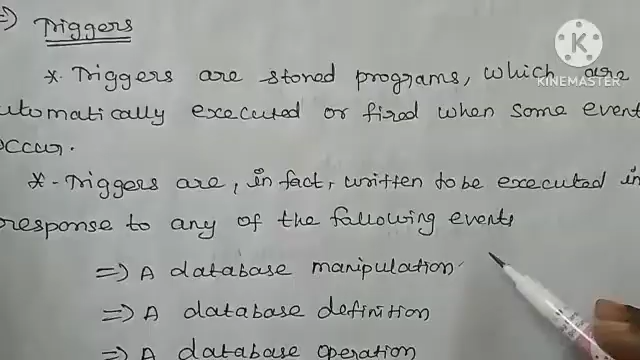 =) Triggers
KINEMASTER
*. Triggers are stored programs, which are
utomatically executed or fired when some event
occur.
*- Triggers are, in fact, written to be executed in
response to any of the following events
=) A database manipulation
=) A database definition
=) A database operation